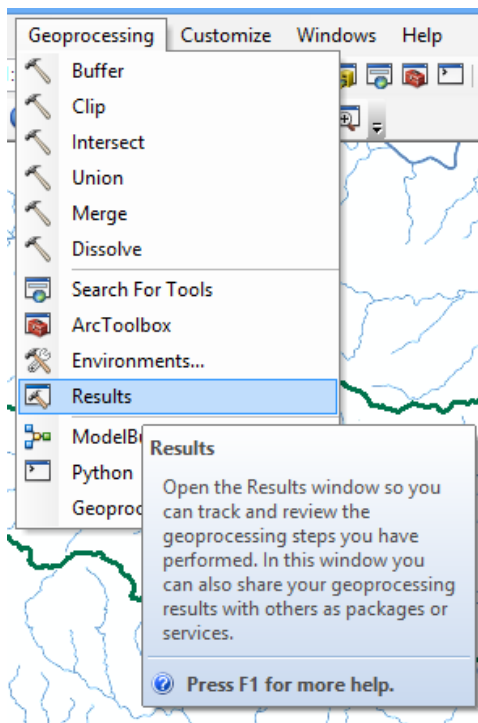 Geoprocessing Customize Windows Help
Buffer
Clip
Intersect
Union
Merge
Dissolve
Search For Tools
ArcToolbox
Environments...
Results
Python
Results
Open the Results window so you
can track and review the
geoprocessing steps you have
performed. In this window you
can also share your geoprocessing
results with others as packages or
services.
Press F1 for more help.